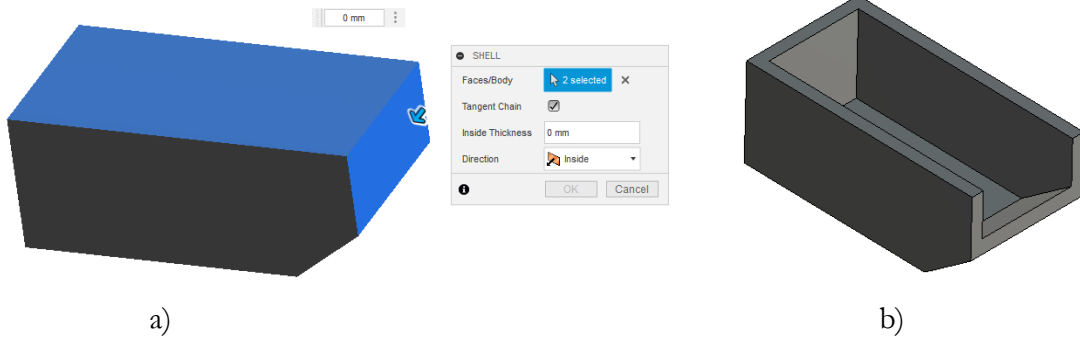 0 mm
SHELL
Faces/Body 2 selected
Tangent Chain
Inside Thickness 0 mm
Direction Inside
OK Cancel
a) b)